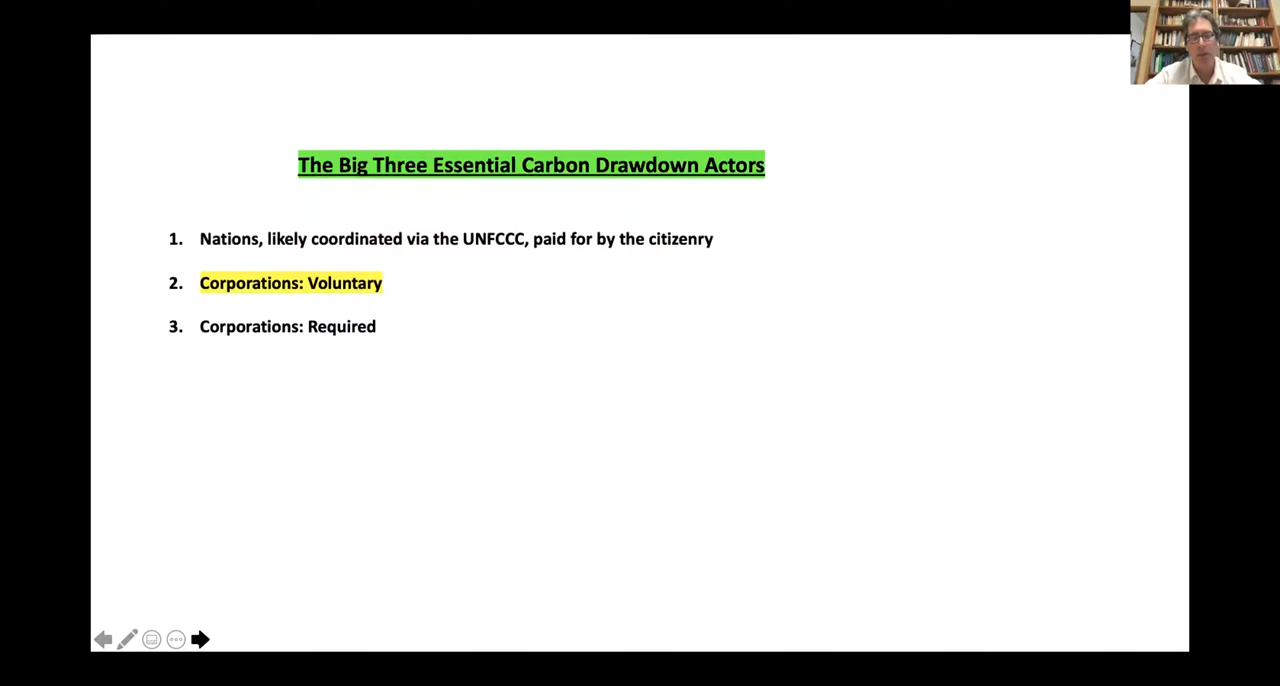 The Big Three Essential Carbon Drawdown Actors
1. Nations, likely coordinated via the UNFCCC, paid for by the citizenry
2. Corporations: Voluntary
3. Corporations: Required